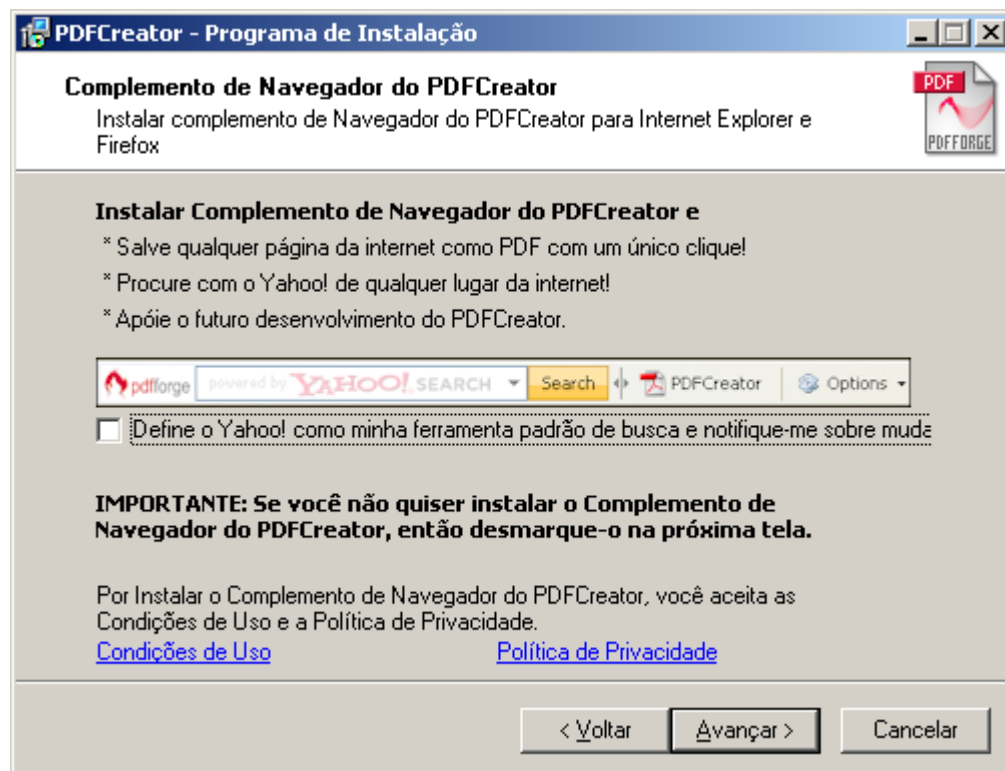 PDFCreator - Programa de Instalação
Complemento de Navegador do PDFCreator
Instalar complemento de Navegador do PDFCreator para Internet Explorer e
Firefox
PDF
PDFFORGE
Instalar Complemento de Navegador do PDFCreator e
* Salve qualquer página da internet como PDF com um único clique!
* Procure com o Yahoo! de qualquer lugar da internet!
* Apóie o futuro desenvolvimento do PDFCreator.
pdfforge powered by YAHOO! SEARCH Search PDFCreator Options
Define o Yahoo! como minha ferramenta padrão de busca e notifique-me sobre muda
IMPORTANTE: Se você não quiser instalar o Complemento de
Navegador do PDFCreator, então desmarque-o na próxima tela.
Por Instalar o Complemento de Navegador do PDFCreator, você aceita as
Condições de Uso e a Política de Privacidade.
Condições de Uso Política de Privacidade
< Voltar Avançar > Cancelar